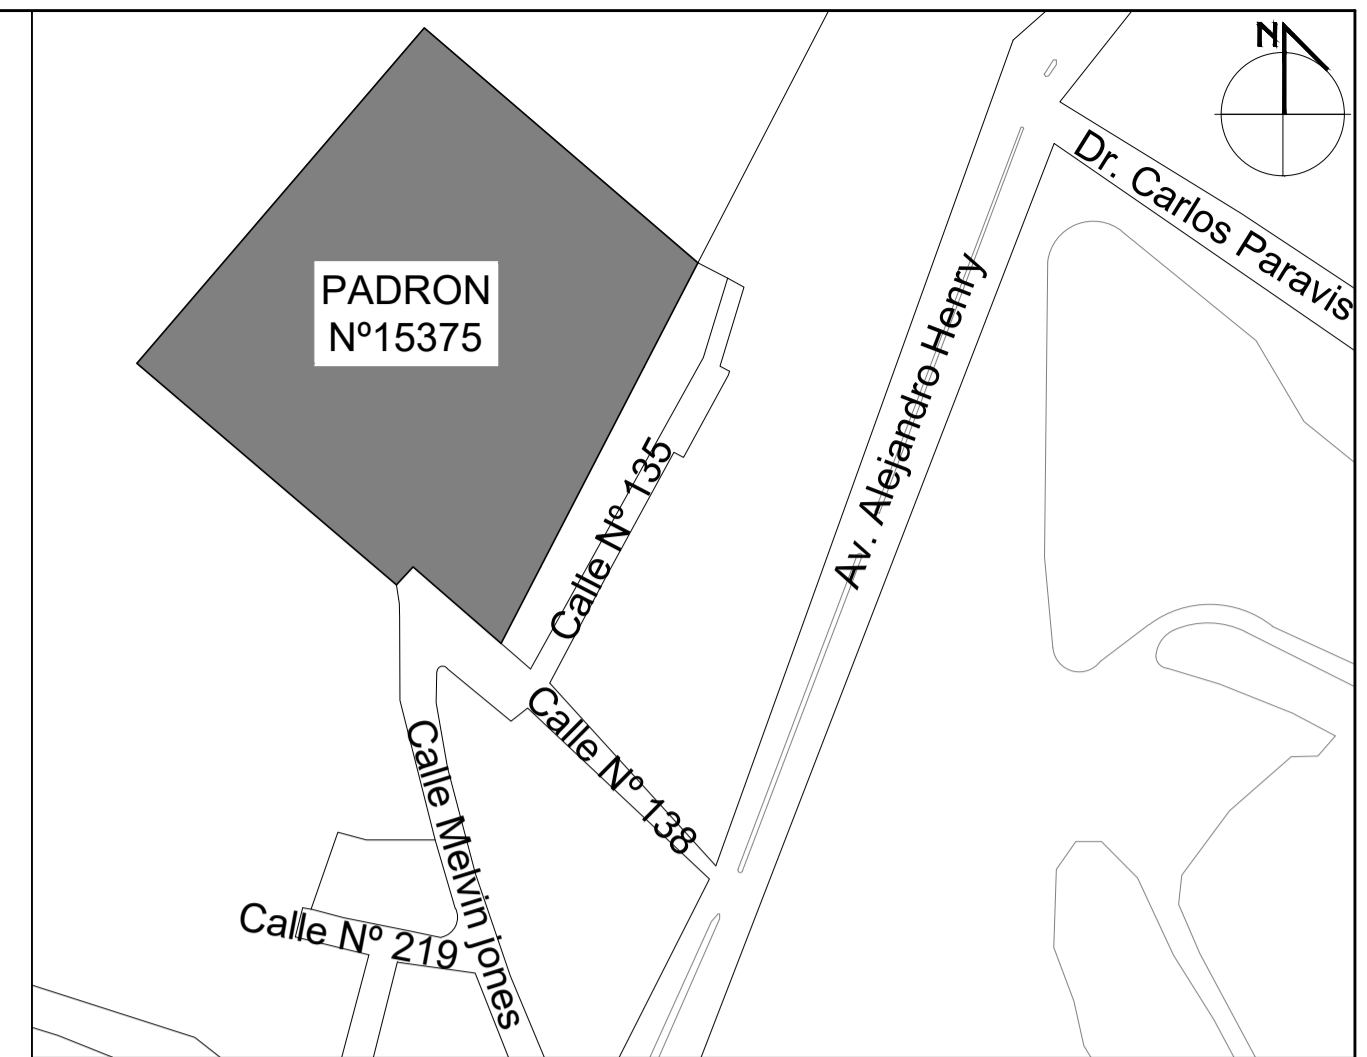 N
Dr. Carlos Paravis
PADRON
Nº15375
Av. Alejandro Henry
Calle Nº 135
Calle Nº 138
Calle Melvin jones
Calle Nº 219